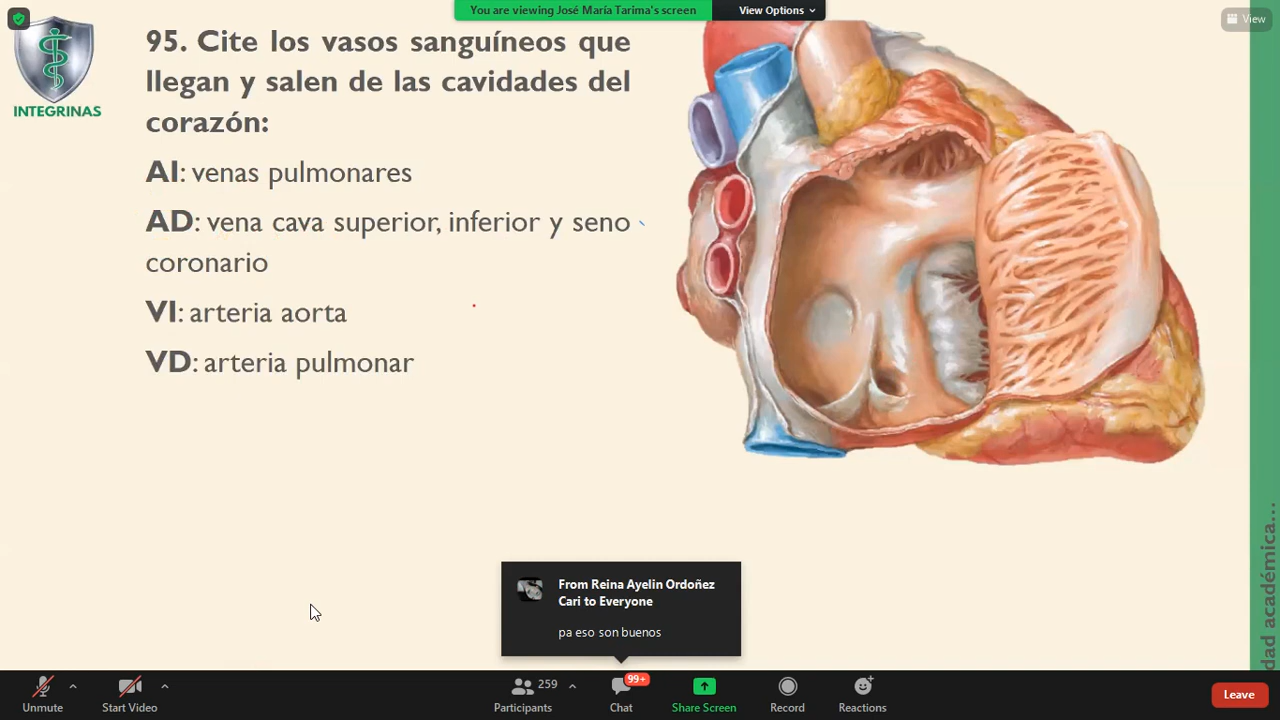 You are viewing José María Tarima's screen
View Options
View
INTEGRINAS
95. Cite los vasos sanguíneos que
llegan y salen de las cavidades del
corazón:
AI: venas pulmonares
AD: vena cava superior, inferior y seno
coronario
VI: arteria aorta
VD: arteria pulmonar
dad académica...
From Reina Ayelin Ordoñez
Cari to Everyone
pa eso son buenos
Unmute
Start Video
259
Participants
99+
Chat
Share Screen
Record
Reactions
Leave